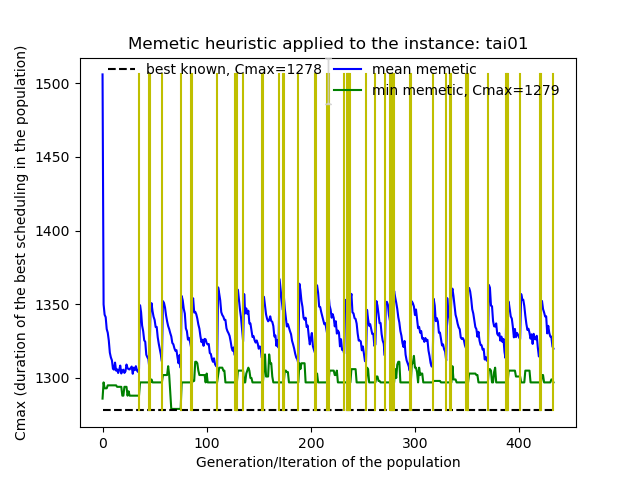 Memetic heuristic applied to the instance: tai01
best known, Cmax=1278
mean memetic
min memetic, Cmax=1279
Cmax (duration of the best scheduling in the population)
1500
1450
1400
1350
1300
0 100 200 300 400
Generation/Iteration of the population